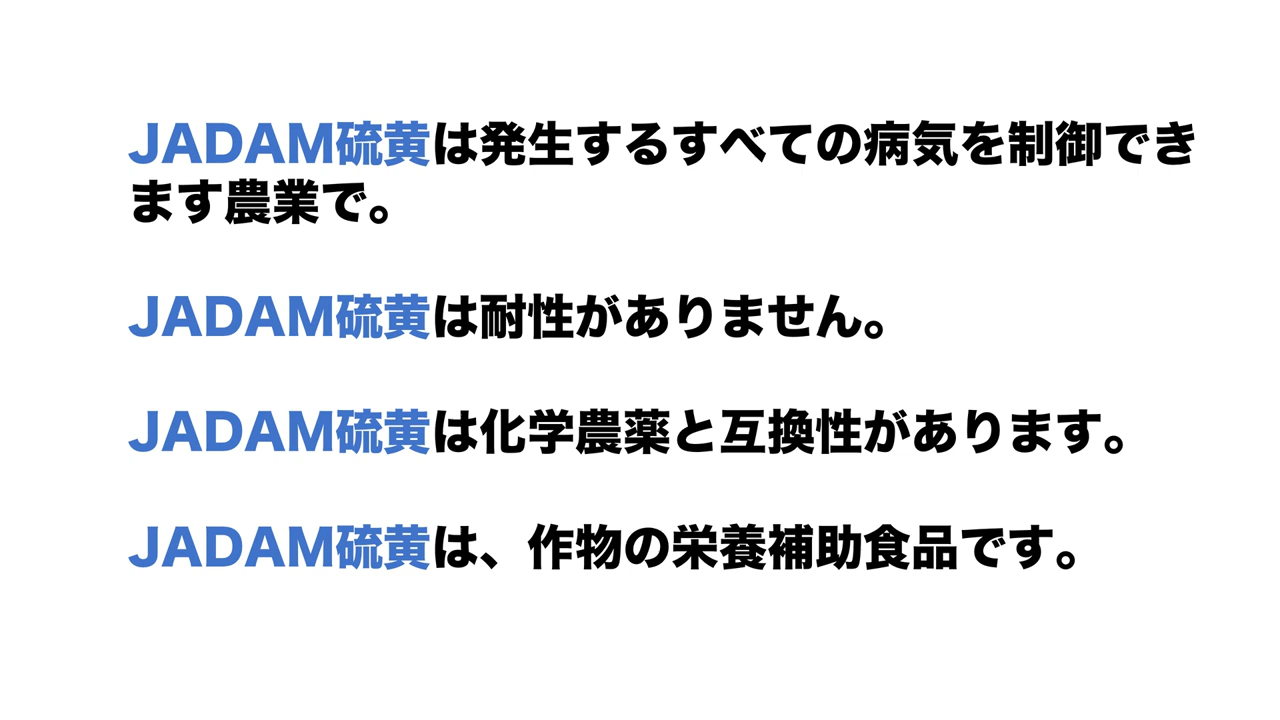 JADAM硫黄は発生するすべての病気を制御でき
ます農業で。
JADAM硫黄は耐性がありません。
JADAM硫黄は化学農薬と互換性があります。
JADAM硫黄は、作物の栄養補助食品です。